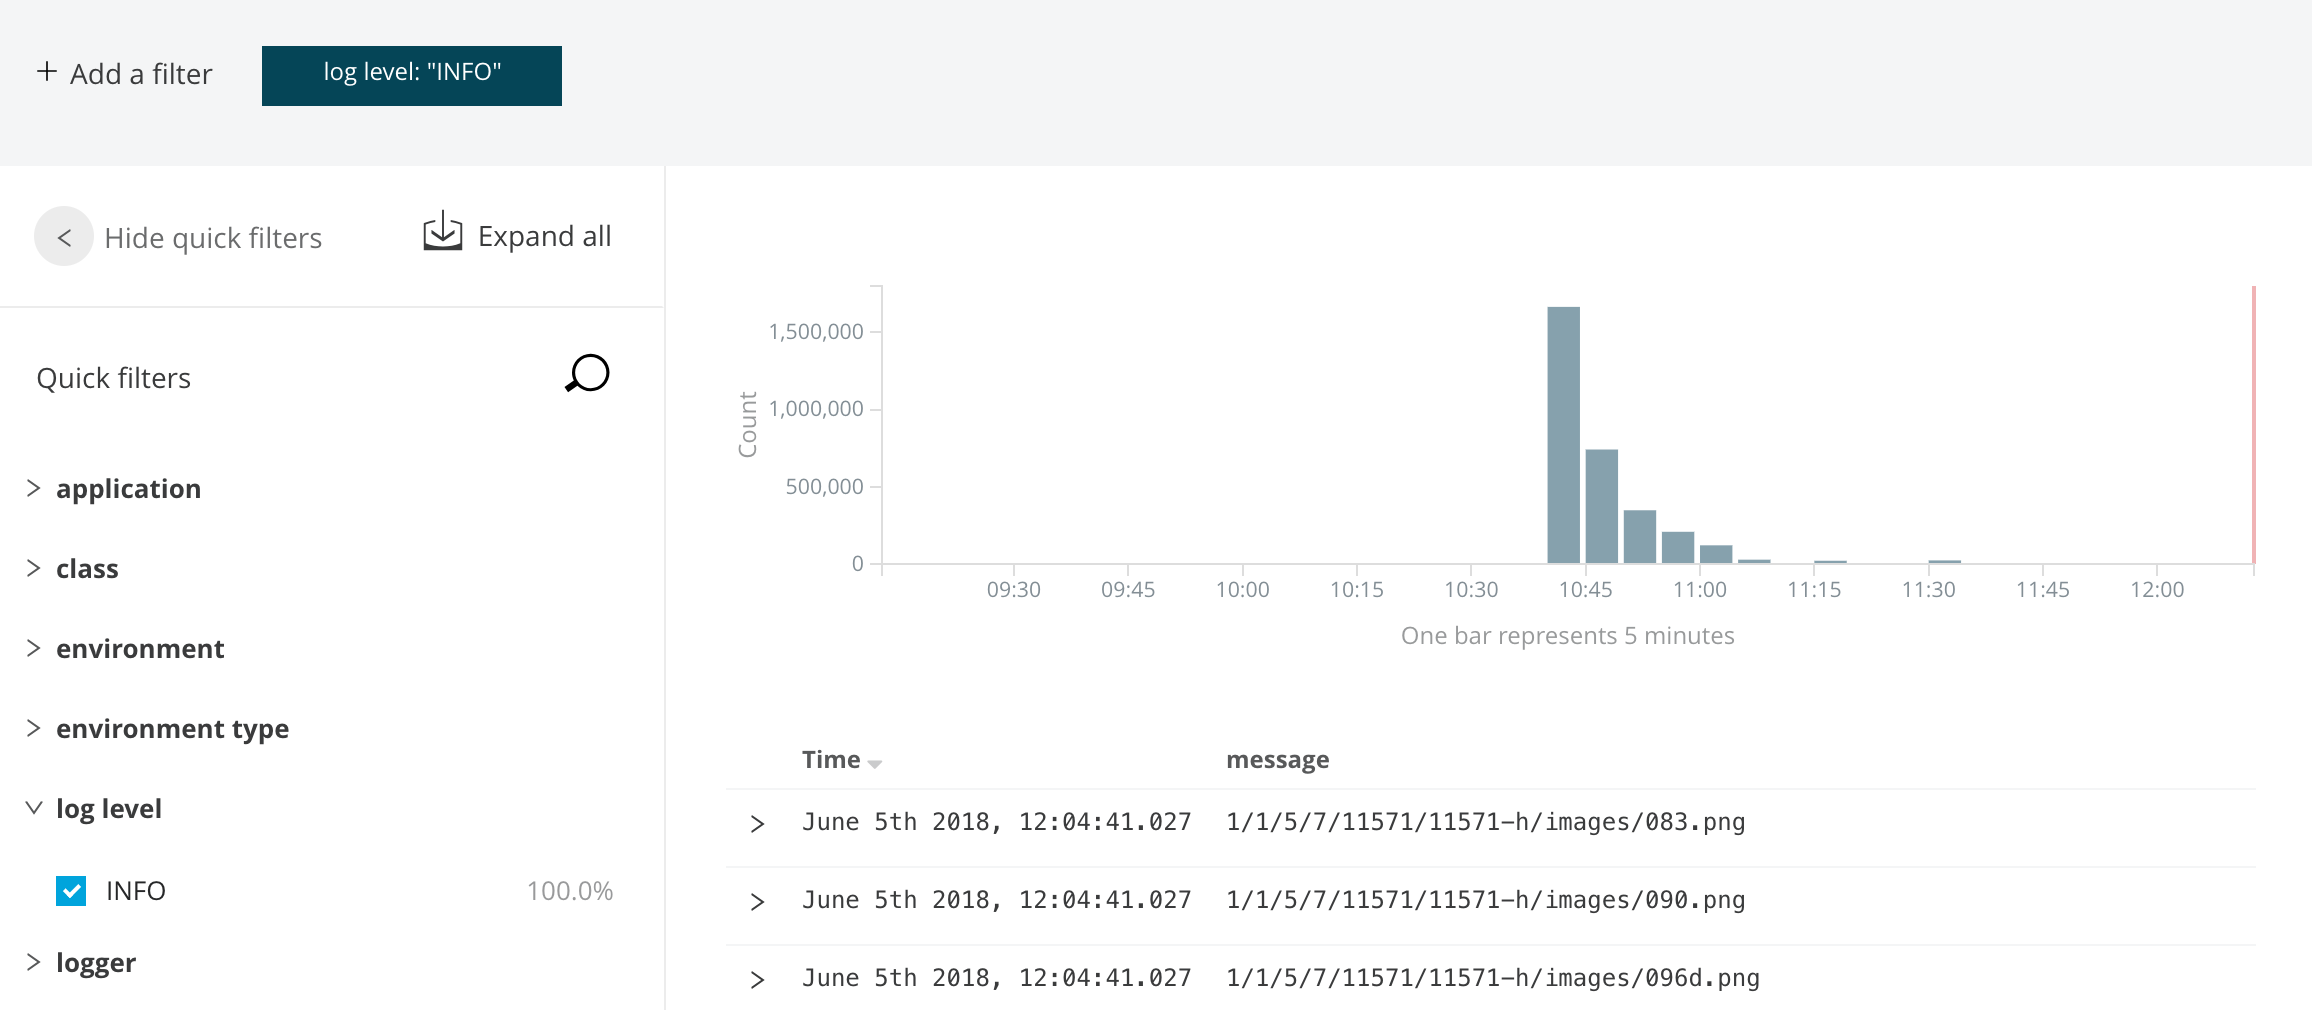 + Add a filter
log level: "INFO"
< Hide quick filters
Expand all
Quick filters
> application
> class
> environment
> environment type
log level
INFO 100.0%
> logger
Count
1,500,000
1,000,000
500,000
0
09:30 09:45 10:00 10:15 10:30 10:45 11:00 11:15 11:30 11:45 12:00
One bar represents 5 minutes
Time message
> June 5th 2018, 12:04:41.027 1/1/5/7/11571/11571-h/images/083.png
> June 5th 2018, 12:04:41.027 1/1/5/7/11571/11571-h/images/090.png
> June 5th 2018, 12:04:41.027 1/1/5/7/11571/11571-h/images/096d.png